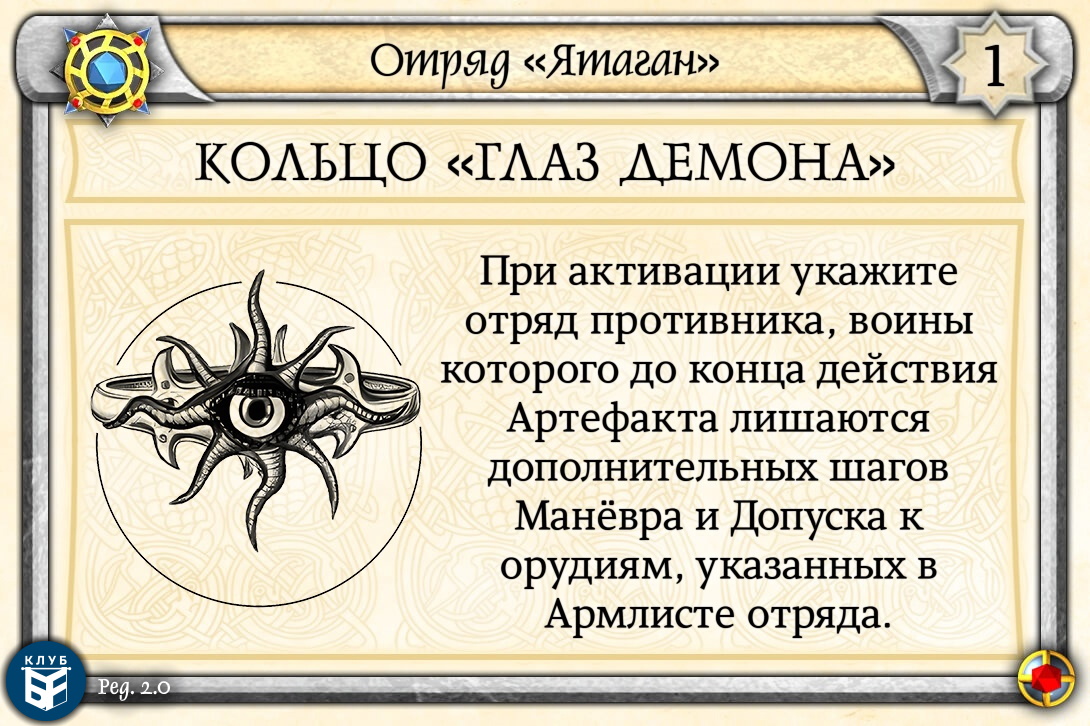 Отряд «Ятаган»
1
КОЛЬЦО «ГЛАЗ ДЕМОНА»
При активации укажите
отряд противника, воины
которого до конца действия
Артефакта лишаются
дополнительных шагов
Манёвра и Допуска к
орудиям, указанных в
Армлисте отряда.
КЛУБ
Ред. 2.0